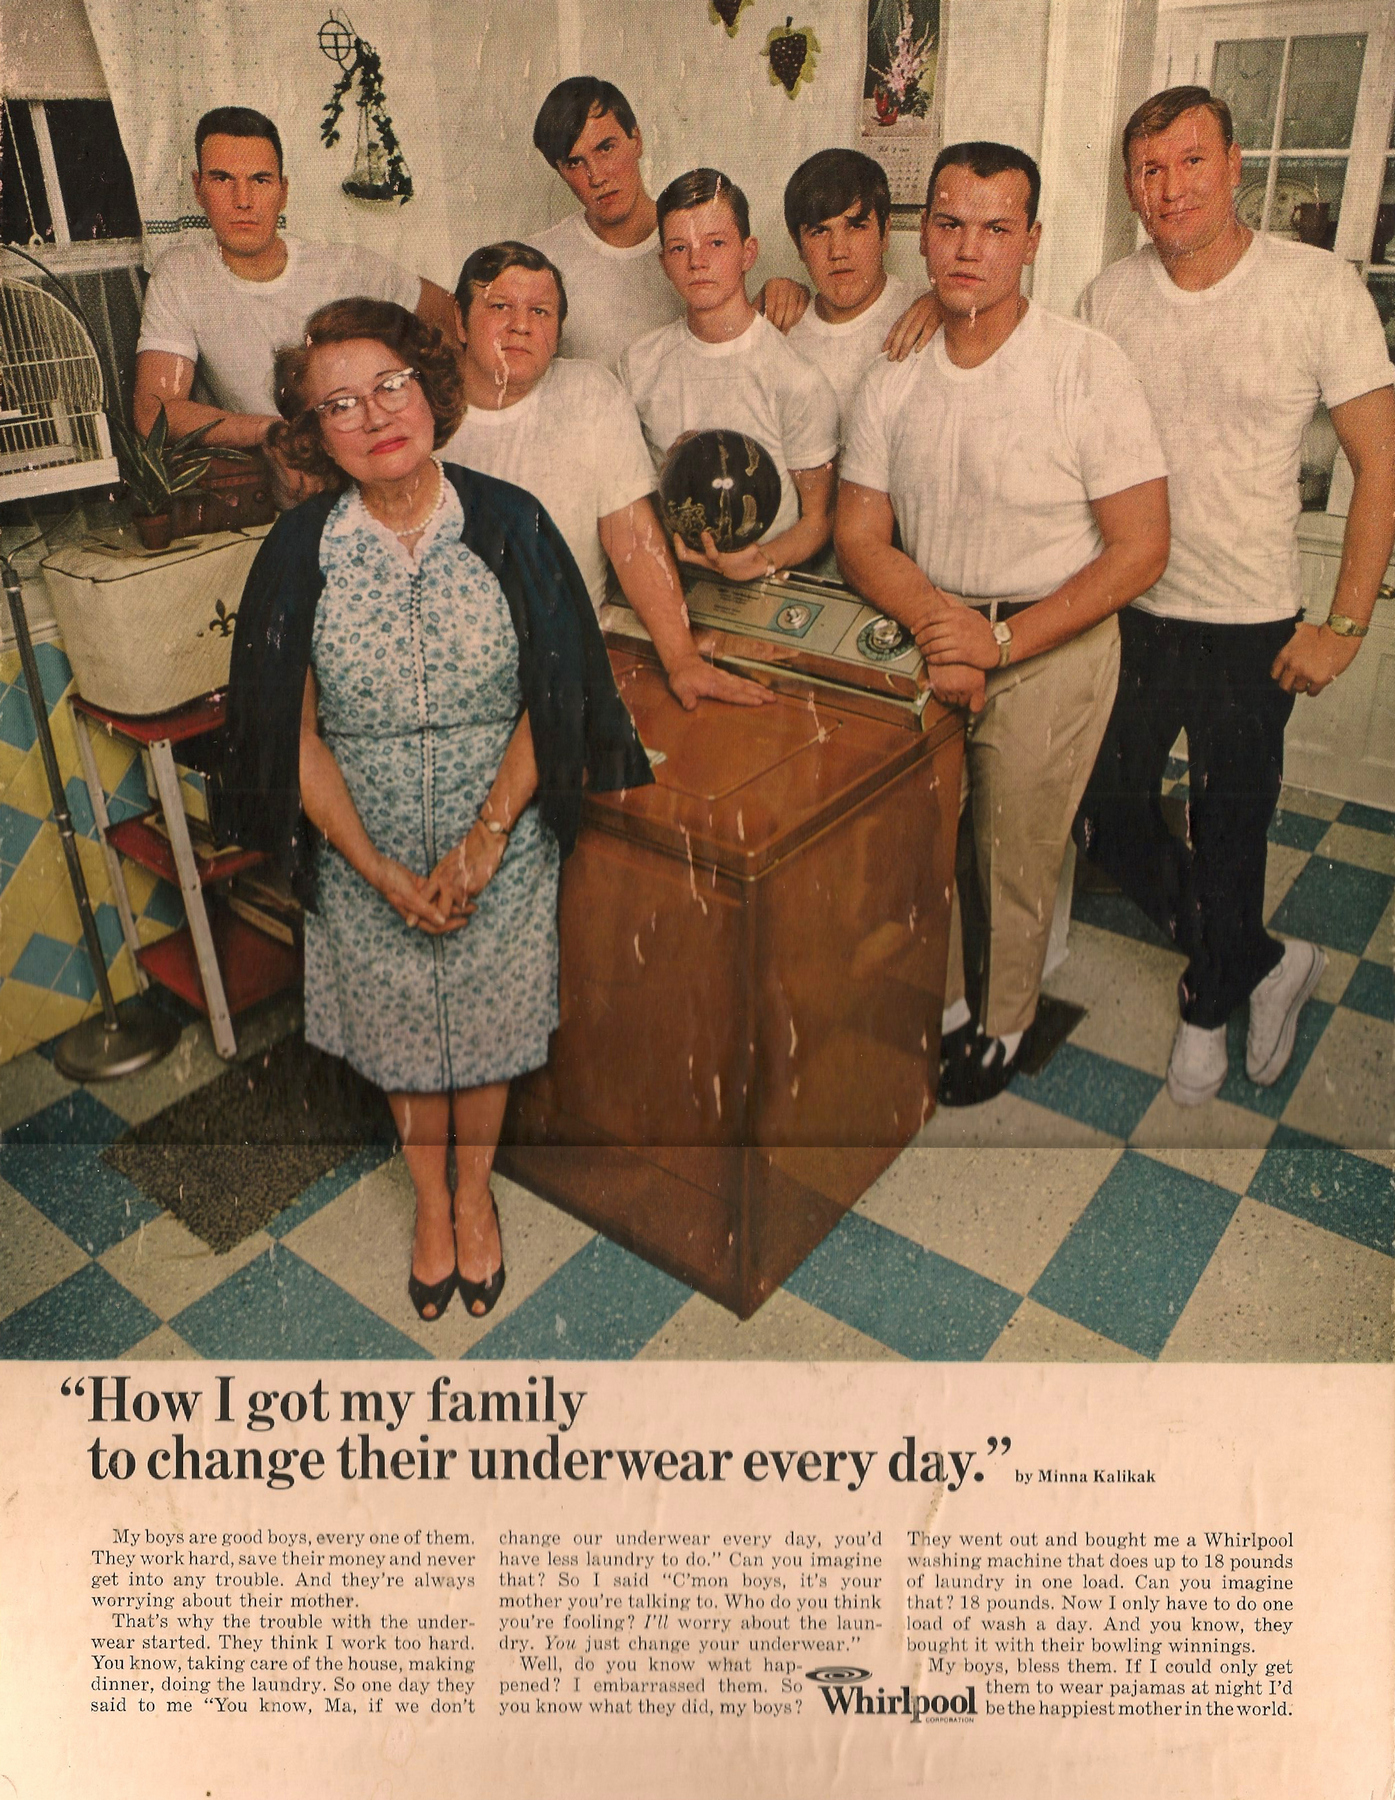 “How I got my family
to change their underwear every day.” by Minna Kalikak
My boys are good boys, every one of them.
They work hard, save their money and never
get into any trouble. And they're always
worrying about their mother.
That's why the trouble with the under-
wear started. They think I work too hard.
You know, taking care of the house, making
dinner, doing the laundry. So one day they
said to me “You know, Ma, if we don't
change our underwear every day, you'd
have less laundry to do.” Can you imagine
that? So I said “C'mon boys, it's your
mother you're talking to. Who do you think
you're fooling? I'll worry about the laun-
dry. You just change your underwear.”
Well, do you know what hap-
pened? I embarrassed them. So
you know what they did, my boys?
They went out and bought me a Whirlpool
washing machine that does up to 18 pounds
of laundry in one load. Can you imagine
that? 18 pounds. Now I only have to do one
load of wash a day. And you know, they
bought it with their bowling winnings.
My boys, bless them. If I could only get
them to wear pajamas at night I'd
be the happiest mother in the world.
Whirlpool
CORPORATION